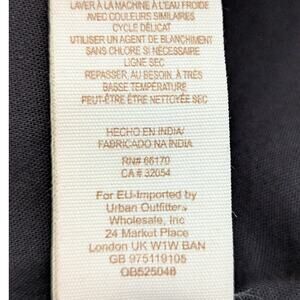 LAVER À LA MACHINE À L'EAU FROIDE
AVEC COULEURS SIMILAIRES
CYCLE DÉLICAT
UTILISER UN AGENT DE BLANCHIMENT
SANS CHLORE SI NÉCESSAIRE
LIGNE SEC
REPASSER, AU BESOIN, À TRÈS
BASSE TEMPÉRATURE
PEUT-ÊTRE ÊTRE NETTOYÉE SEC
HECHO EN INDIA/
FABRICADO NA ÍNDIA
RN# 66170
CA # 32054
For EU-Imported by
Urban Outfitters
Wholesale, Inc
24 Market Place
London UK W1W BAN
GB 975119105
OB525046